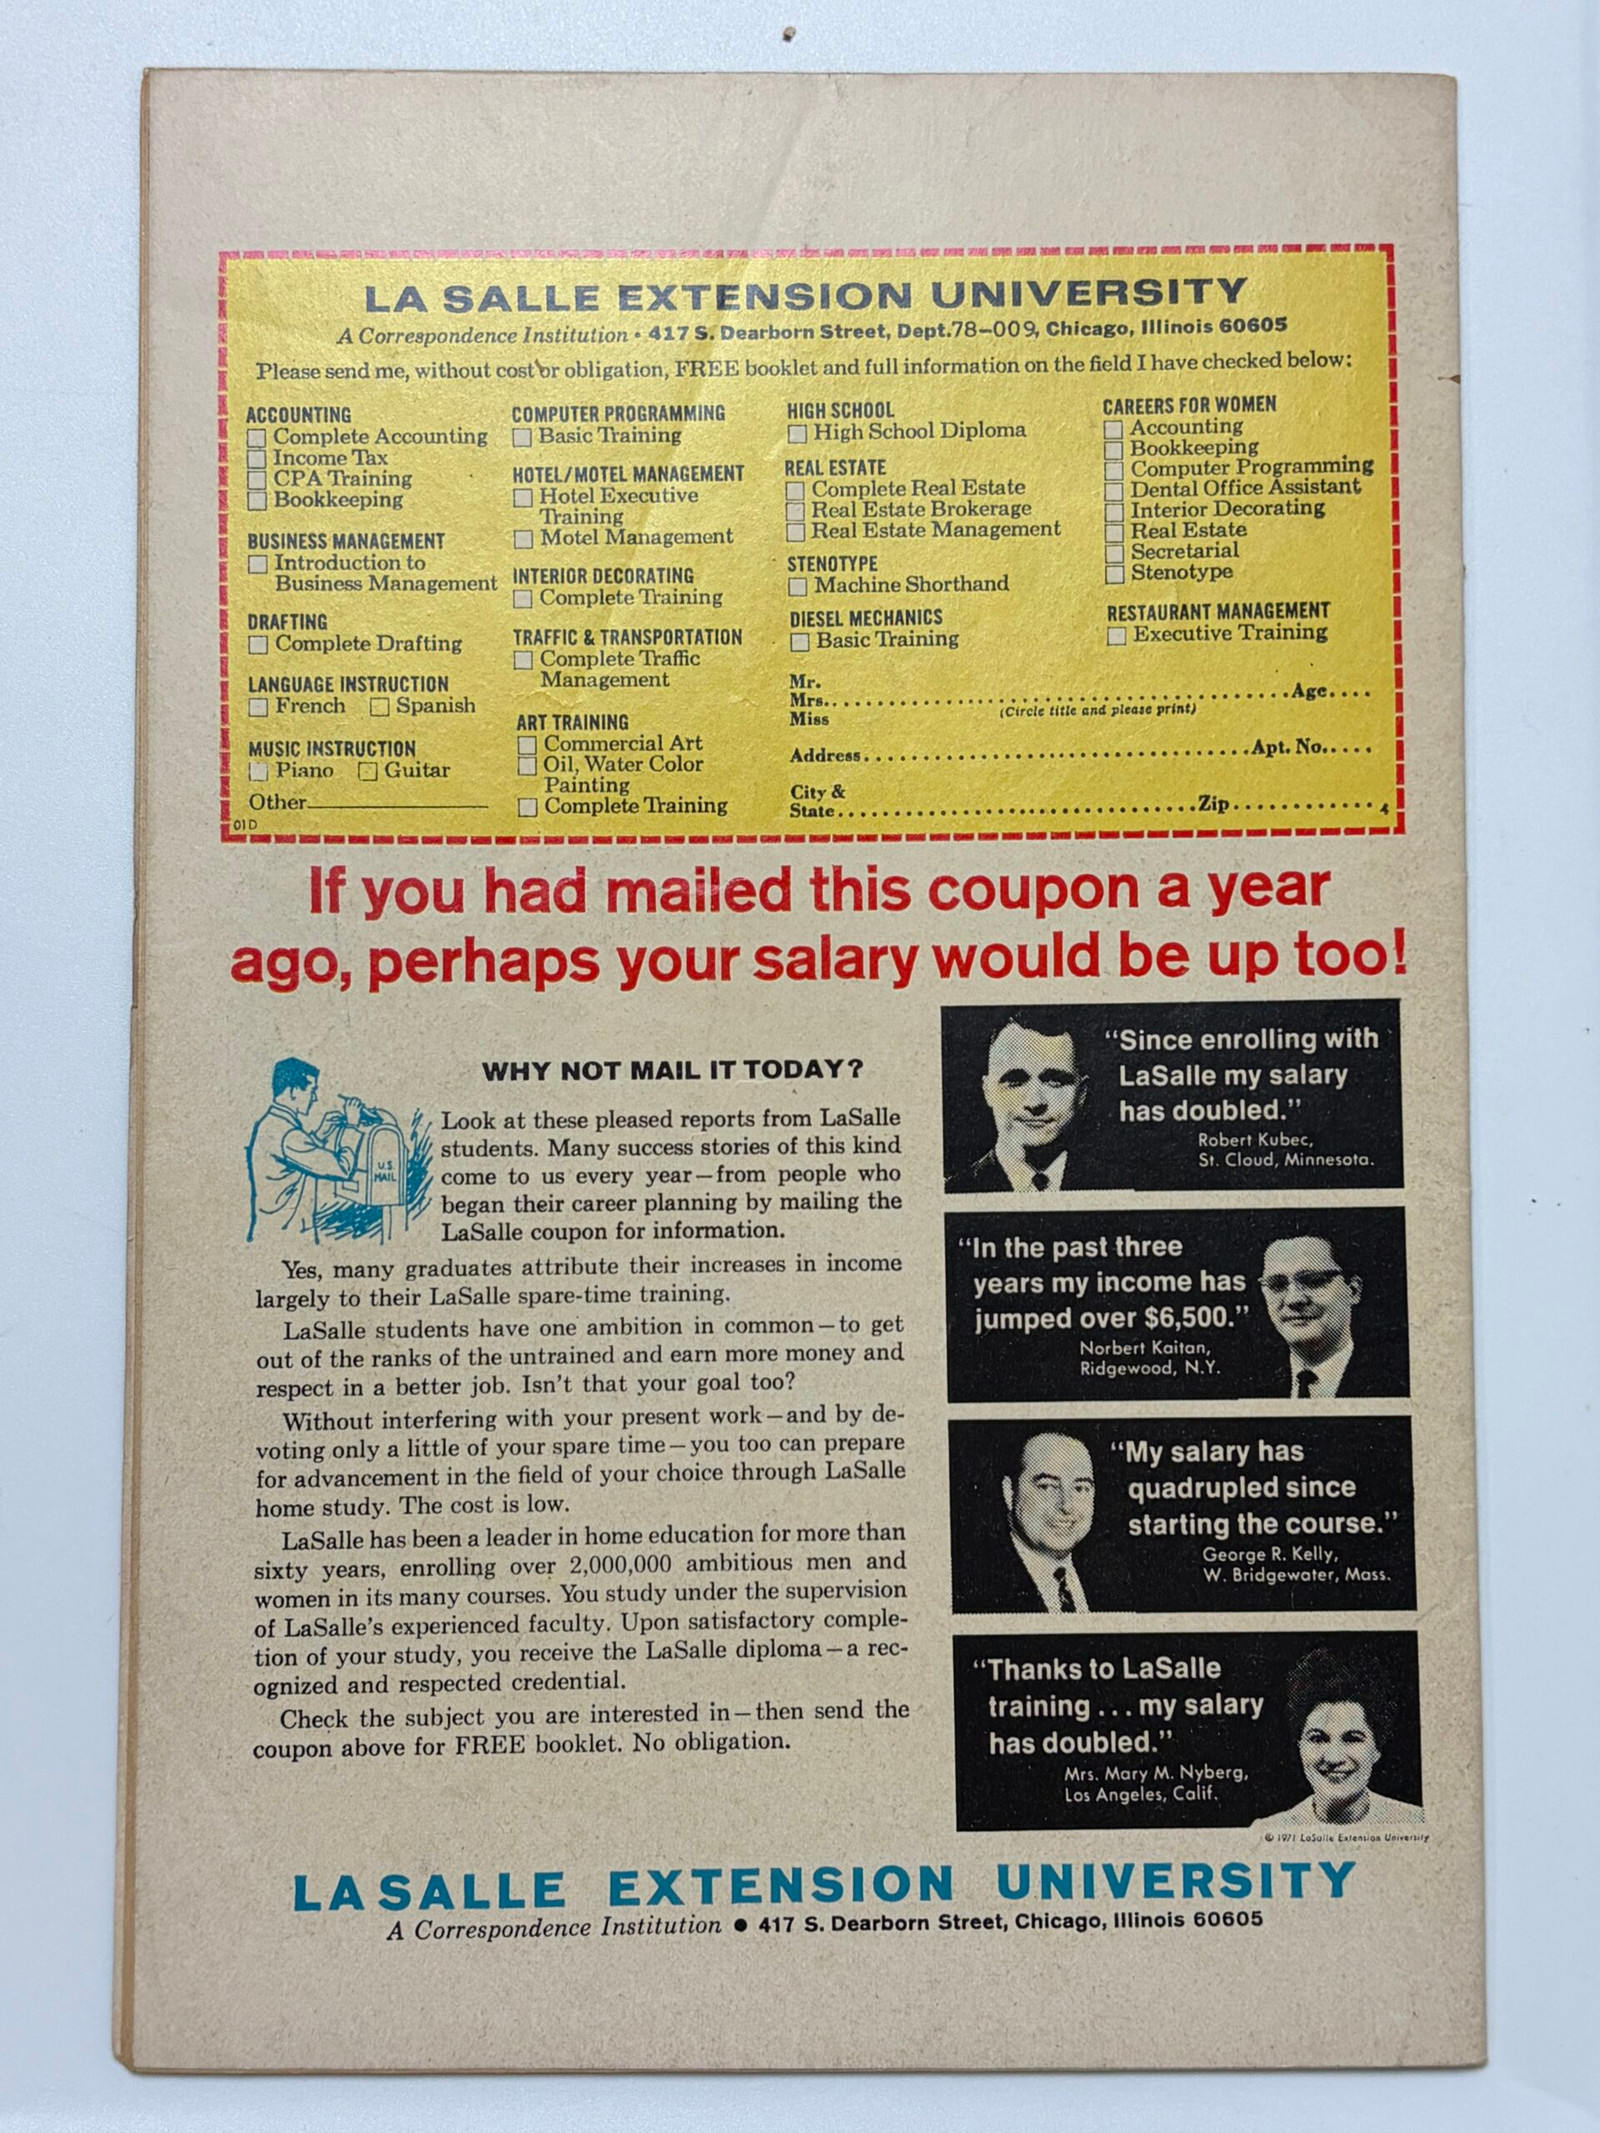 LA SALLE EXTENSION UNIVERSITY
A Correspondence Institution • 417 S. Dearborn Street, Dept.78-009, Chicago, Illinois 60605
Please send me, without cost or obligation, FREE booklet and full information on the field I have checked below:
ACCOUNTING
Complete Accounting
Income Tax
CPA Training
Bookkeeping
BUSINESS MANAGEMENT
Introduction to
Business Management
DRAFTING
Complete Drafting
LANGUAGE INSTRUCTION
French Spanish
MUSIC INSTRUCTION
Piano Guitar
Other
01D
COMPUTER PROGRAMMING
Basic Training
HOTEL/MOTEL MANAGEMENT
Hotel Executive
Training
Motel Management
INTERIOR DECORATING
Complete Training
TRAFFIC & TRANSPORTATION
Complete Traffic
Management
ART TRAINING
Commercial Art
Oil, Water Color
Painting
Complete Training
HIGH SCHOOL
High School Diploma
REAL ESTATE
Complete Real Estate
Real Estate Brokerage
Real Estate Management
STENOTYPE
Machine Shorthand
DIESEL MECHANICS
Basic Training
CAREERS FOR WOMEN
Accounting
Bookkeeping
Computer Programming
Dental Office Assistant
Interior Decorating
Real Estate
Secretarial
Stenotype
RESTAURANT MANAGEMENT
Executive Training
Mr.
Mrs. Age
Miss (Circle title and please print)
Address Apt. No.
City &
State Zip 4
If you had mailed this coupon a year
ago, perhaps your salary would be up too!
WHY NOT MAIL IT TODAY?
U.S.
MAIL
Look at these pleased reports from LaSalle
students. Many success stories of this kind
come to us every year—from people who
began their career planning by mailing the
LaSalle coupon for information.
Yes, many graduates attribute their increases in income
largely to their LaSalle spare-time training.
LaSalle students have one ambition in common—to get
out of the ranks of the untrained and earn more money and
respect in a better job. Isn't that your goal too?
Without interfering with your present work—and by de-
voting only a little of your spare time—you too can prepare
for advancement in the field of your choice through LaSalle
home study. The cost is low.
LaSalle has been a leader in home education for more than
sixty years, enrolling over 2,000,000 ambitious men and
women in its many courses. You study under the supervision
of LaSalle's experienced faculty. Upon satisfactory comple-
tion of your study, you receive the LaSalle diploma—a rec-
ognized and respected credential.
Check the subject you are interested in—then send the
coupon above for FREE booklet. No obligation.
"Since enrolling with
LaSalle my salary
has doubled."
Robert Kubec,
St. Cloud, Minnesota.
"In the past three
years my income has
jumped over $6,500."
Norbert Kaitan,
Ridgewood, N.Y.
"My salary has
quadrupled since
starting the course."
George R. Kelly,
W. Bridgewater, Mass.
"Thanks to LaSalle
training . . . my salary
has doubled."
Mrs. Mary M. Nyberg,
Los Angeles, Calif.
© 1971 LaSalle Extension University
LASALLE EXTENSION UNIVERSITY
A Correspondence Institution • 417 S. Dearborn Street, Chicago, Illinois 60605